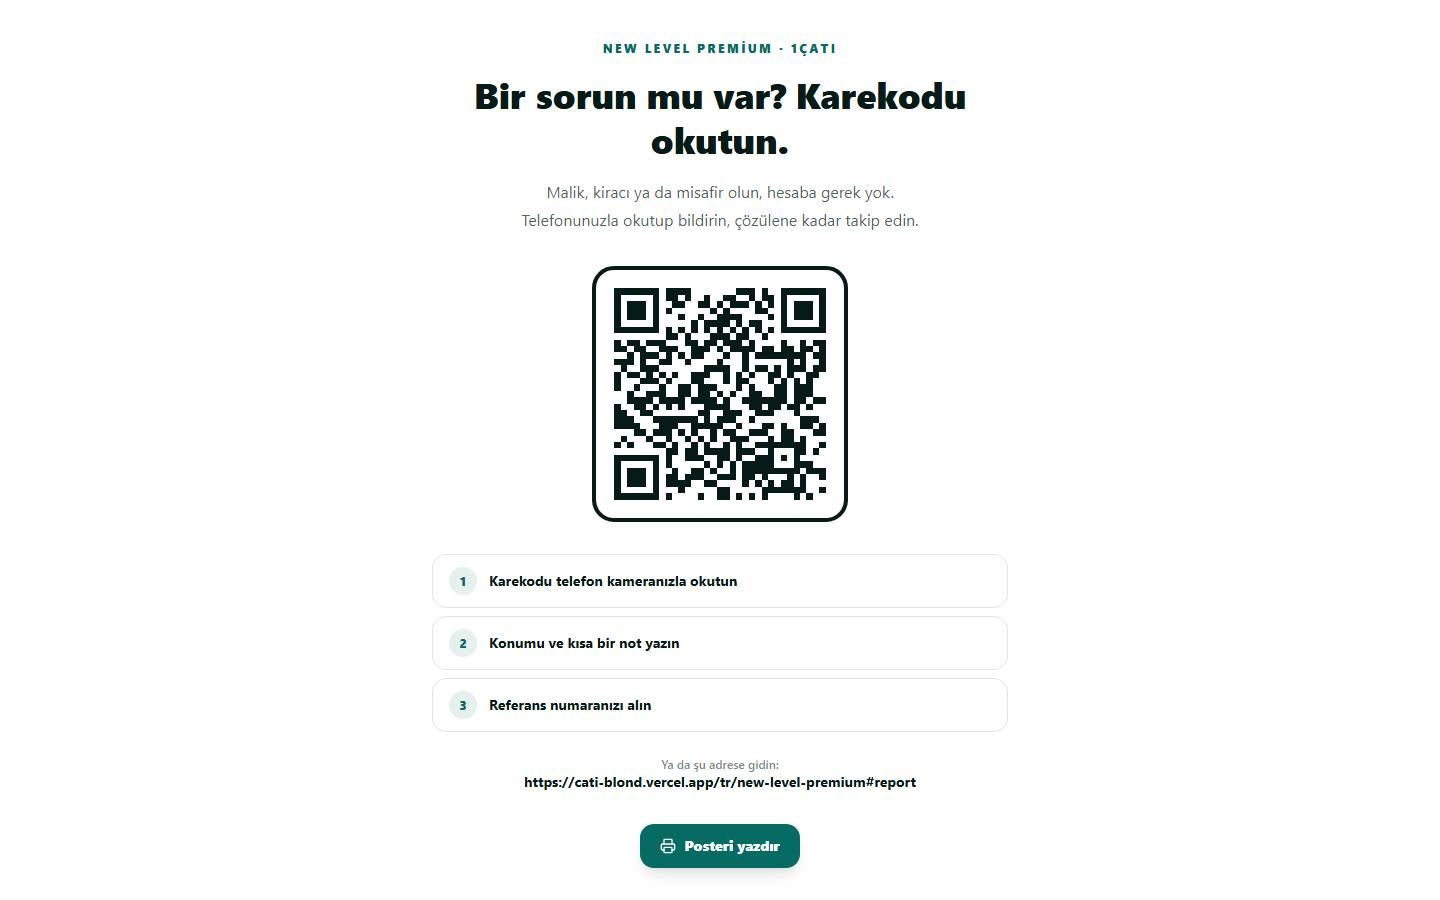 NEW LEVEL PREMİUM · 1ÇATI
Bir sorun mu var? Karekodu
okutun.
Malik, kiracı ya da misafir olun, hesaba gerek yok.
Telefonunuzla okutup bildirin, çözülene kadar takip edin.
1 Karekodu telefon kameranızla okutun
2 Konumu ve kısa bir not yazın
3 Referans numaranızı alın
Ya da şu adrese gidin:
https://cati-blond.vercel.app/tr/new-level-premium#report
Posteri yazdır